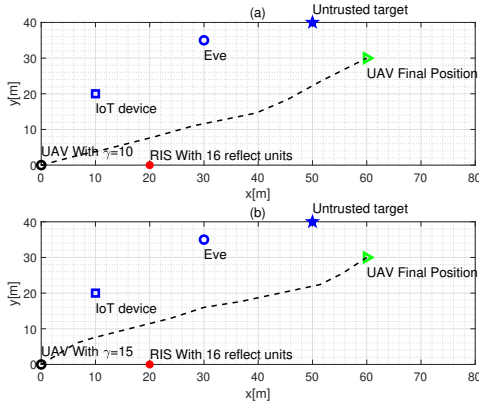 (a)
Untrusted target
40
30
20
10
0
y[m]
Eve
UAV Final Position
IoT device
UAV With γ=10
RIS With 16 reflect units
0 10 20 30 40 50 60 70 80
x[m]
(b)
Untrusted target
40
30
20
10
0
y[m]
Eve
UAV Final Position
IoT device
UAV With γ=15
RIS With 16 reflect units
0 10 20 30 40 50 60 70 80
x[m]